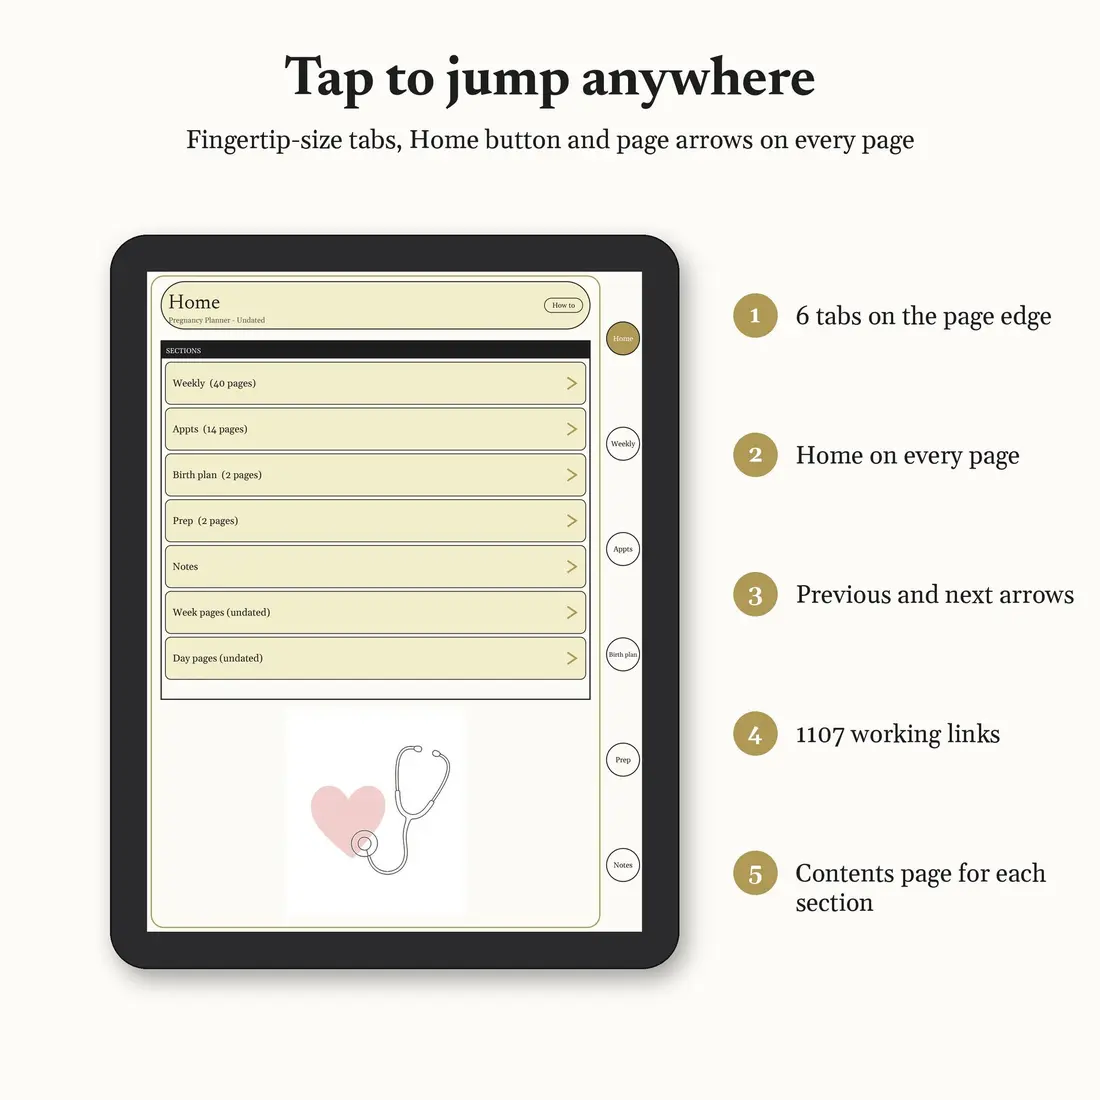 Tap to jump anywhere
Fingertip-size tabs, Home button and page arrows on every page
Home
Pregnancy Planner - Undated
How to
SECTIONS
Weekly (40 pages)
Appts (14 pages)
Birth plan (2 pages)
Prep (2 pages)
Notes
Week pages (undated)
Day pages (undated)
Home
Weekly
Appts
Birth plan
Prep
Notes
1 6 tabs on the page edge
2 Home on every page
3 Previous and next arrows
4 1107 working links
5 Contents page for each
section